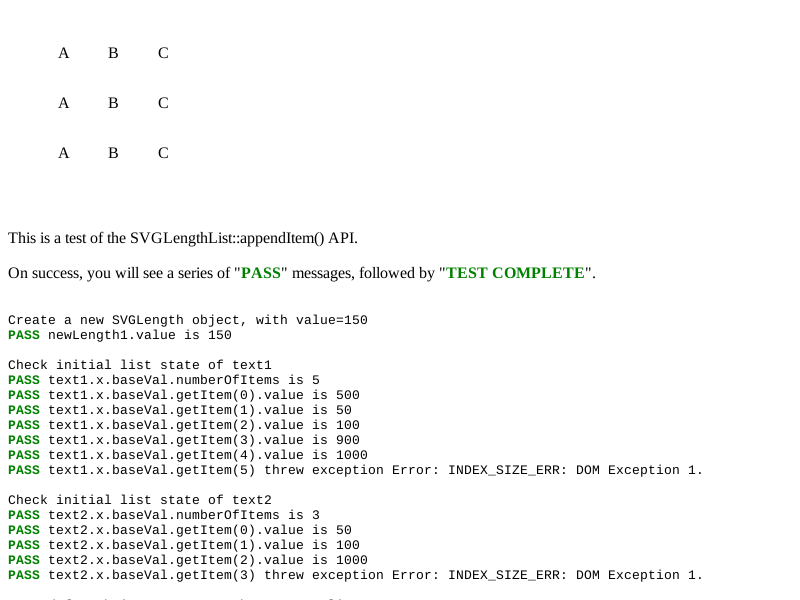 A B C
A B C
A B C
This is a test of the SVGLengthList::appendItem() API.
On success, you will see a series of "PASS" messages, followed by "TEST COMPLETE".
Create a new SVGLength object, with value=150
PASS newLength1.value is 150
Check initial list state of text1
PASS text1.x.baseVal.numberOfItems is 5
PASS text1.x.baseVal.getItem(0).value is 500
PASS text1.x.baseVal.getItem(1).value is 50
PASS text1.x.baseVal.getItem(2).value is 100
PASS text1.x.baseVal.getItem(3).value is 900
PASS text1.x.baseVal.getItem(4).value is 1000
PASS text1.x.baseVal.getItem(5) threw exception Error: INDEX_SIZE_ERR: DOM Exception 1.
Check initial list state of text2
PASS text2.x.baseVal.numberOfItems is 3
PASS text2.x.baseVal.getItem(0).value is 50
PASS text2.x.baseVal.getItem(1).value is 100
PASS text2.x.baseVal.getItem(2).value is 1000
PASS text2.x.baseVal.getItem(3) threw exception Error: INDEX_SIZE_ERR: DOM Exception 1.